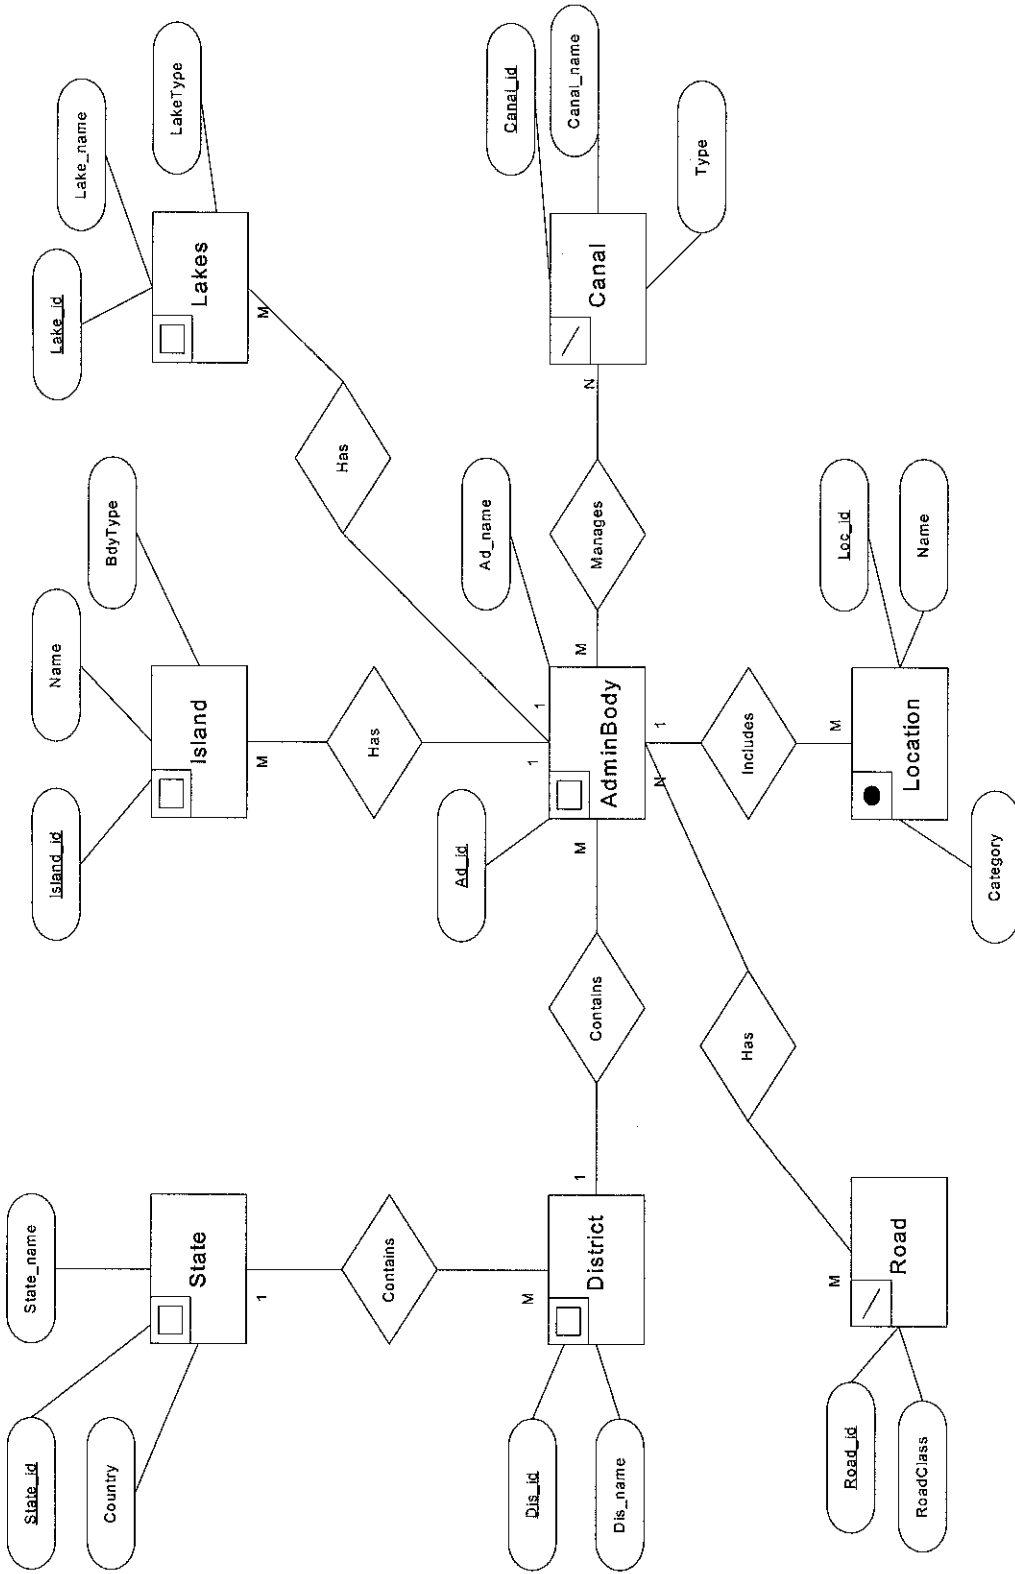 State_id
State_name
Country
State
1
Contains
M
Dis_id
Dis_name
District
1
Contains
M
Island_id
Name
BdyType
Island
M
Has
1
Lake_id
Lake_name
LakeType
Lakes
M
Has
1
Ad_id
Ad_name
AdminBody
M
Manages
N
Canal_id
Canal_name
Type
Canal
N
Has
M
Road_id
RoadClass
Road
1
Includes
M
Loc_id
Name
Category
Location